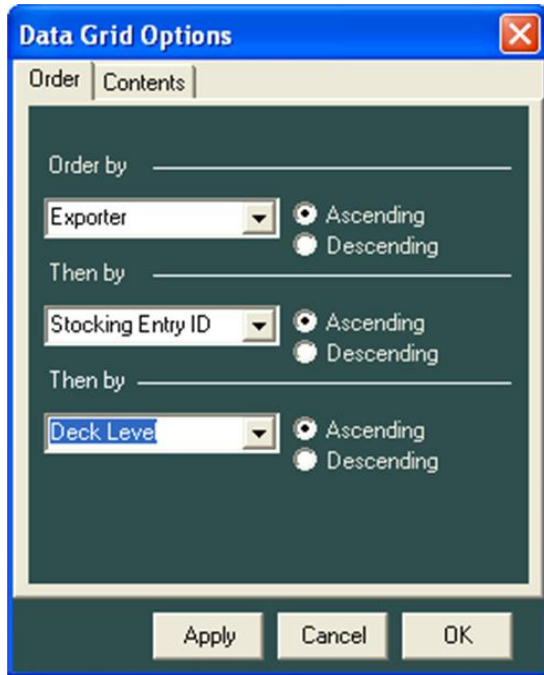 Data Grid Options
Order Contents
Order by
Exporter Ascending
Descending
Then by
Stocking Entry ID Ascending
Descending
Then by
Deck Level Ascending
Descending
Apply Cancel OK